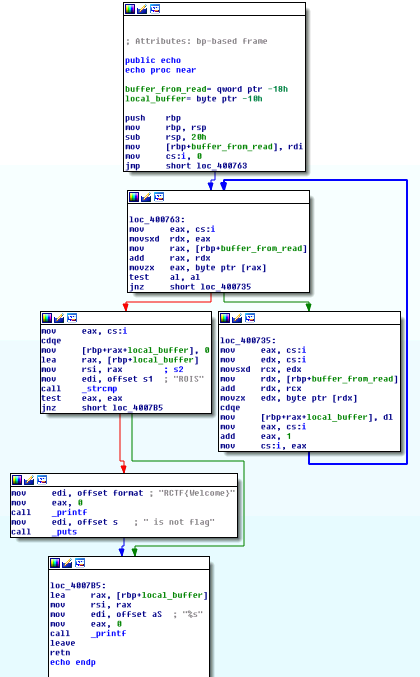 ; Attributes: bp-based frame
public echo
echo proc near
buffer_from_read= qword ptr -18h
local_buffer= byte ptr -10h
push rbp
mov rbp, rsp
sub rsp, 20h
mov [rbp+buffer_from_read], rdi
mov cs:i, 0
jmp short loc_400763
loc_400763:
mov eax, cs:i
movsxd rdx, eax
mov rax, [rbp+buffer_from_read]
add rax, rdx
movzx eax, byte ptr [rax]
test al, al
jnz short loc_400735
mov eax, cs:i
cdqe
mov [rbp+rax+local_buffer], 0
lea rax, [rbp+local_buffer]
mov rsi, rax ; s2
mov edi, offset s1 ; "ROIS"
call _strcmp
test eax, eax
jnz short loc_4007B5
loc_400735:
mov eax, cs:i
mov edx, cs:i
movsxd rcx, edx
mov rdx, [rbp+buffer_from_read]
add rdx, rcx
movzx edx, byte ptr [rdx]
cdqe
mov [rbp+rax+local_buffer], dl
mov eax, cs:i
add eax, 1
mov cs:i, eax
mov edi, offset format ; "RCTF{Welcome}"
mov eax, 0
call _printf
mov edi, offset s ; " is not flag"
call _puts
loc_4007B5:
lea rax, [rbp+local_buffer]
mov rsi, rax
mov edi, offset aS ; "%s"
mov eax, 0
call _printf
leave
retn
echo endp